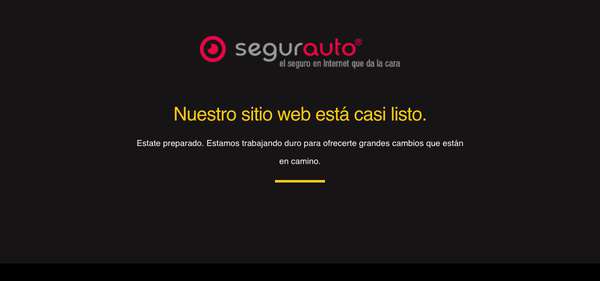 segurauto®
el seguro en Internet que da la cara
Nuestro sitio web está casi listo.
Estate preparado. Estamos trabajando duro para ofrecerte grandes cambios que están
en camino.